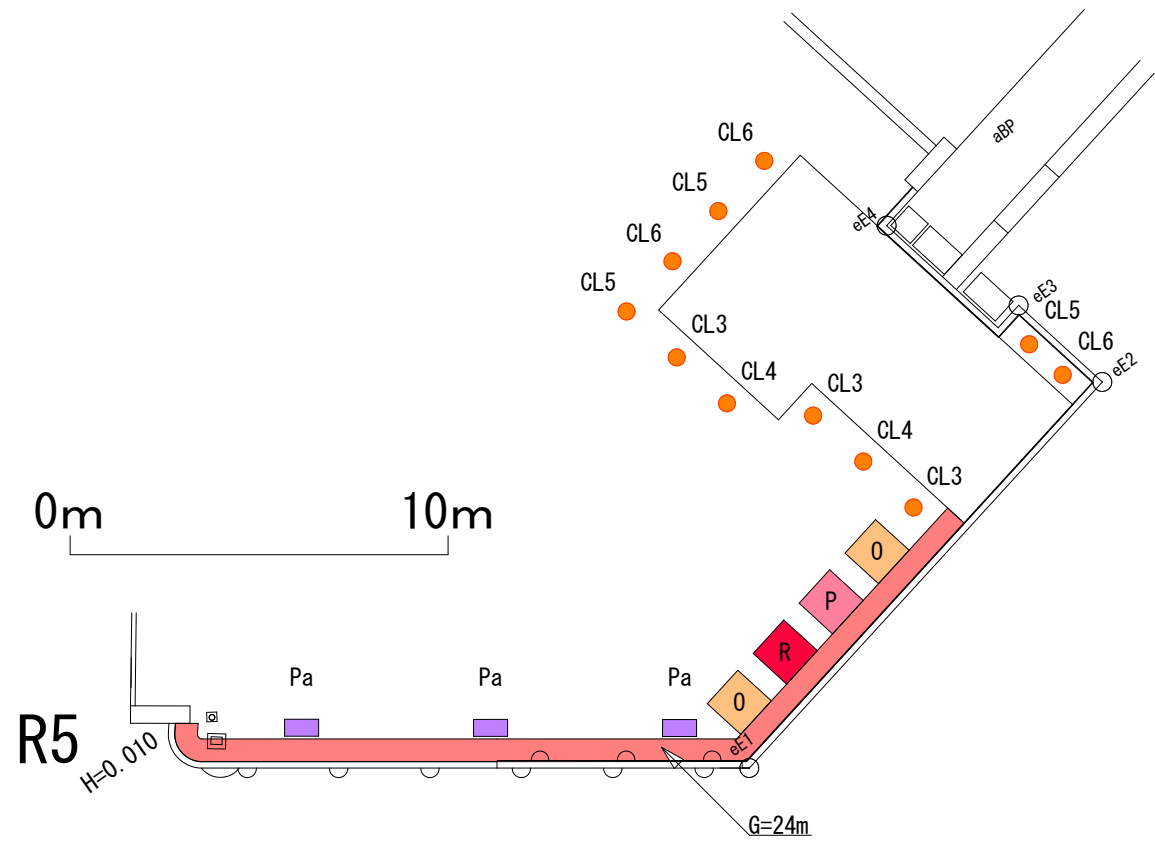 aBP
CL6
CL5
eE4
CL6
CL5
eE3
CL5
CL3
CL6
eE2
CL4
CL3
CL4
CL3
0m
10m
O
P
R
O
Pa
Pa
Pa
R5
H=0.010
eE1
G=24m